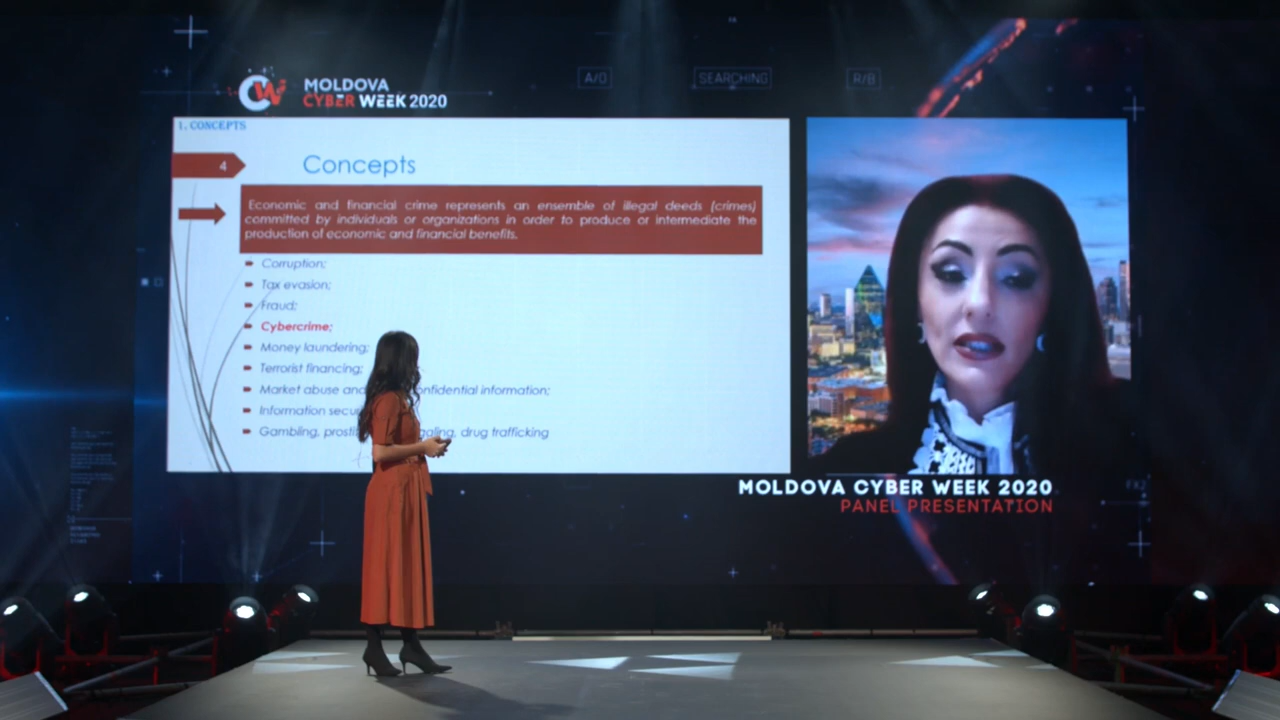 A/0
SEARCHING
R/B
CW
MOLDOVA
CYBER WEEK 2020
1. CONCEPTS
4
Concepts
Economic and financial crime represents an ensemble of illegal deeds (crimes)
committed by individuals or organizations in order to produce or intermediate the
production of economic and financial benefits.
Corruption;
Tax evasion;
Fraud;
Cybercrime;
Money laundering;
Terrorist financing;
Market abuse and confidential information;
Information
Gambling, drug trafficking
MOLDOVA CYBER WEEK 2020
PANEL PRESENTATION